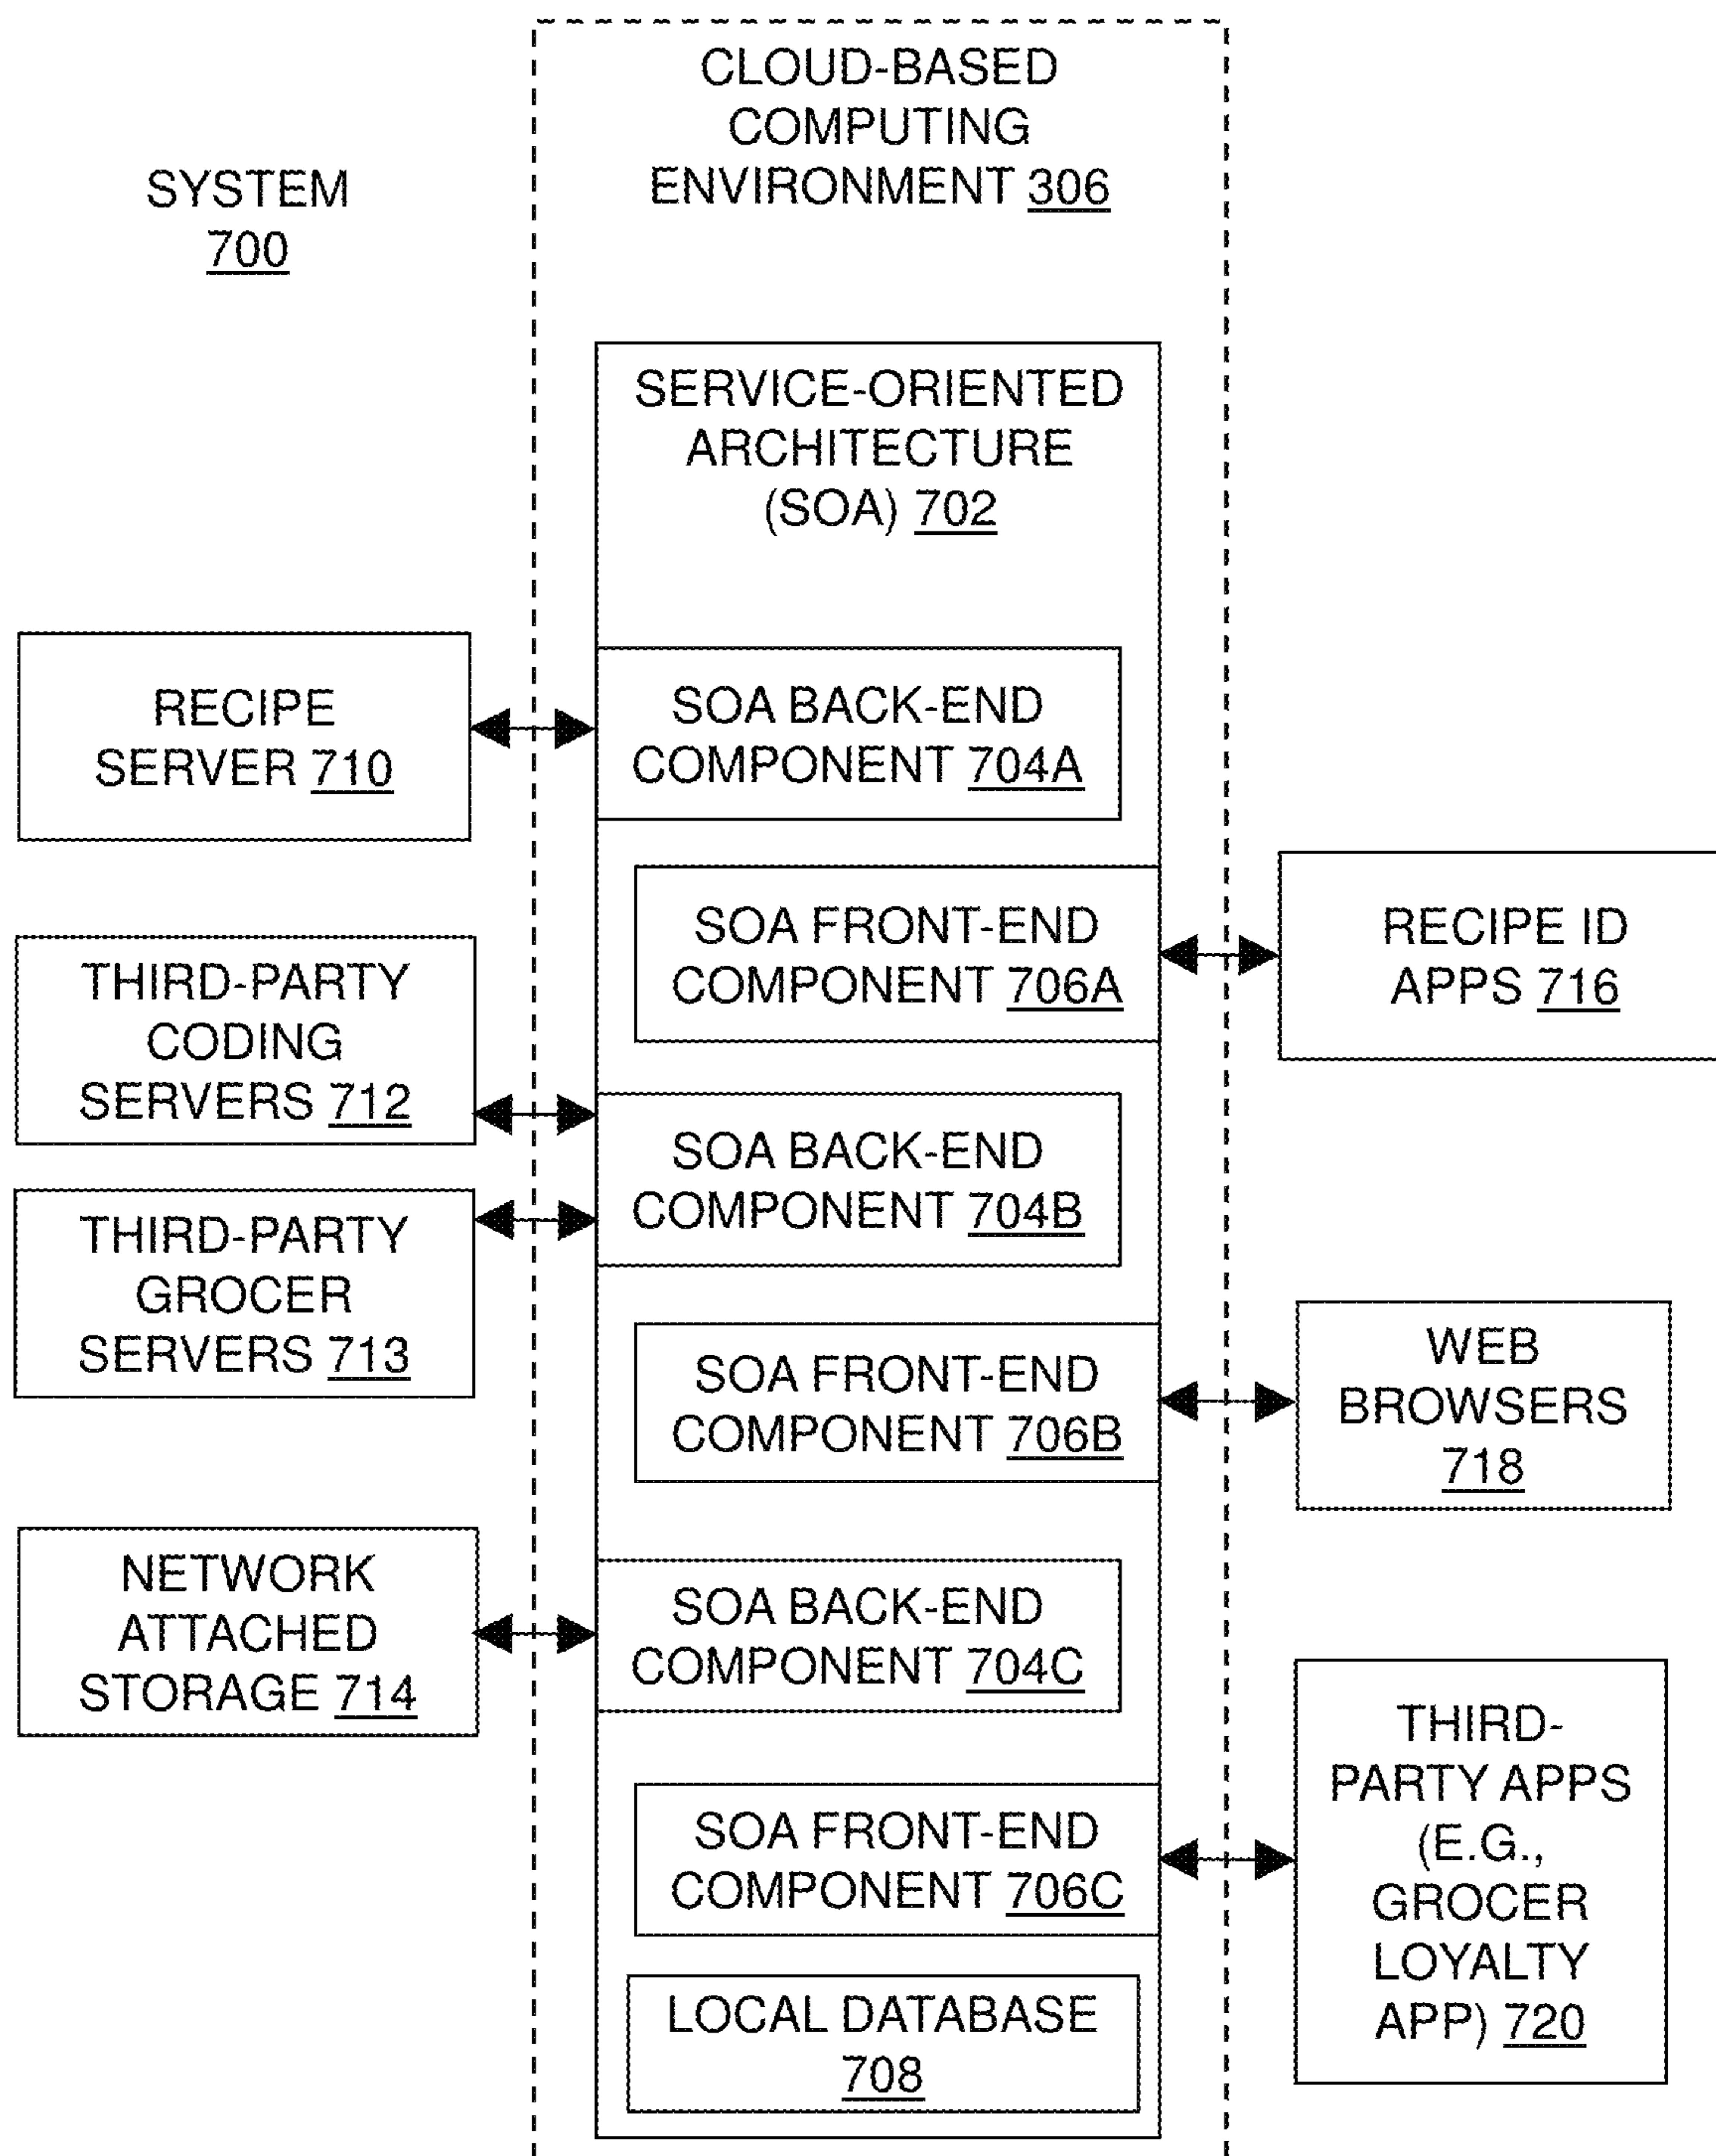 SYSTEM
700
CLOUD-BASED
COMPUTING
ENVIRONMENT 306
SERVICE-ORIENTED
ARCHITECTURE
(SOA) 702
RECIPE
SERVER 710
SOA BACK-END
COMPONENT 704A
SOA FRONT-END
COMPONENT 706A
RECIPE ID
APPS 716
THIRD-PARTY
CODING
SERVERS 712
SOA BACK-END
COMPONENT 704B
THIRD-PARTY
GROCER
SERVERS 713
SOA FRONT-END
COMPONENT 706B
WEB
BROWSERS
718
NETWORK
ATTACHED
STORAGE 714
SOA BACK-END
COMPONENT 704C
SOA FRONT-END
COMPONENT 706C
THIRD-
PARTY APPS
(E.G.,
GROCER
LOYALTY
APP) 720
LOCAL DATABASE
708